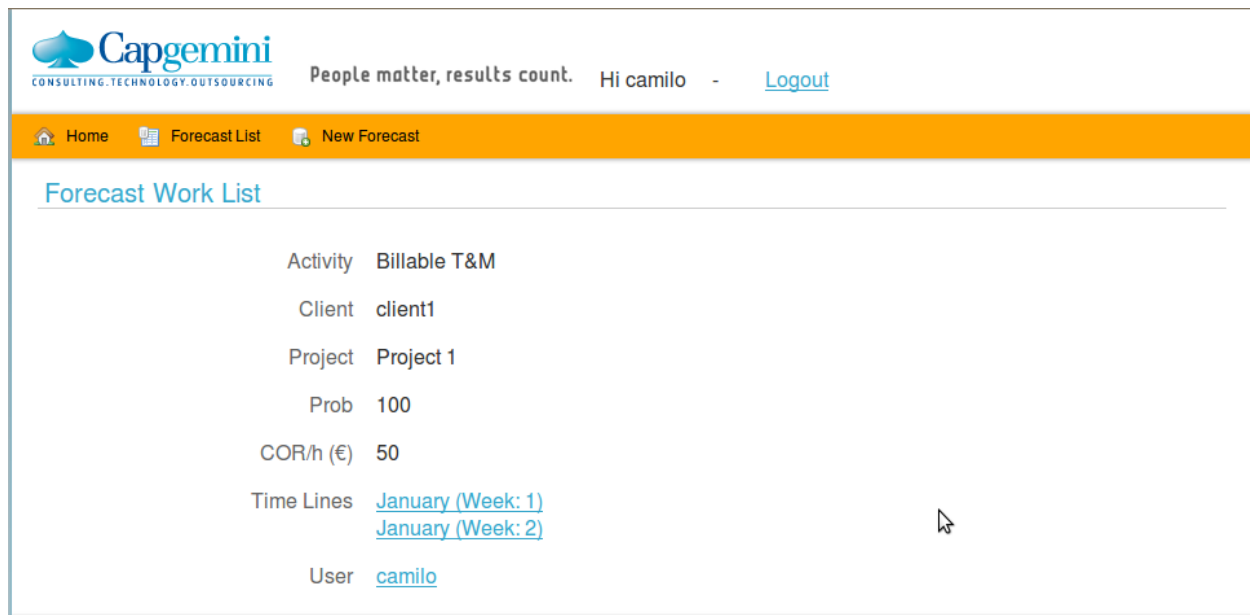 Capgemini
CONSULTING.TECHNOLOGY.OUTSOURCING
People matter, results count.
Hi camilo - Logout
Home Forecast List New Forecast
Forecast Work List
Activity Billable T&M
Client client1
Project Project 1
Prob 100
COR/h (€) 50
Time Lines January (Week: 1)
January (Week: 2)
User camilo